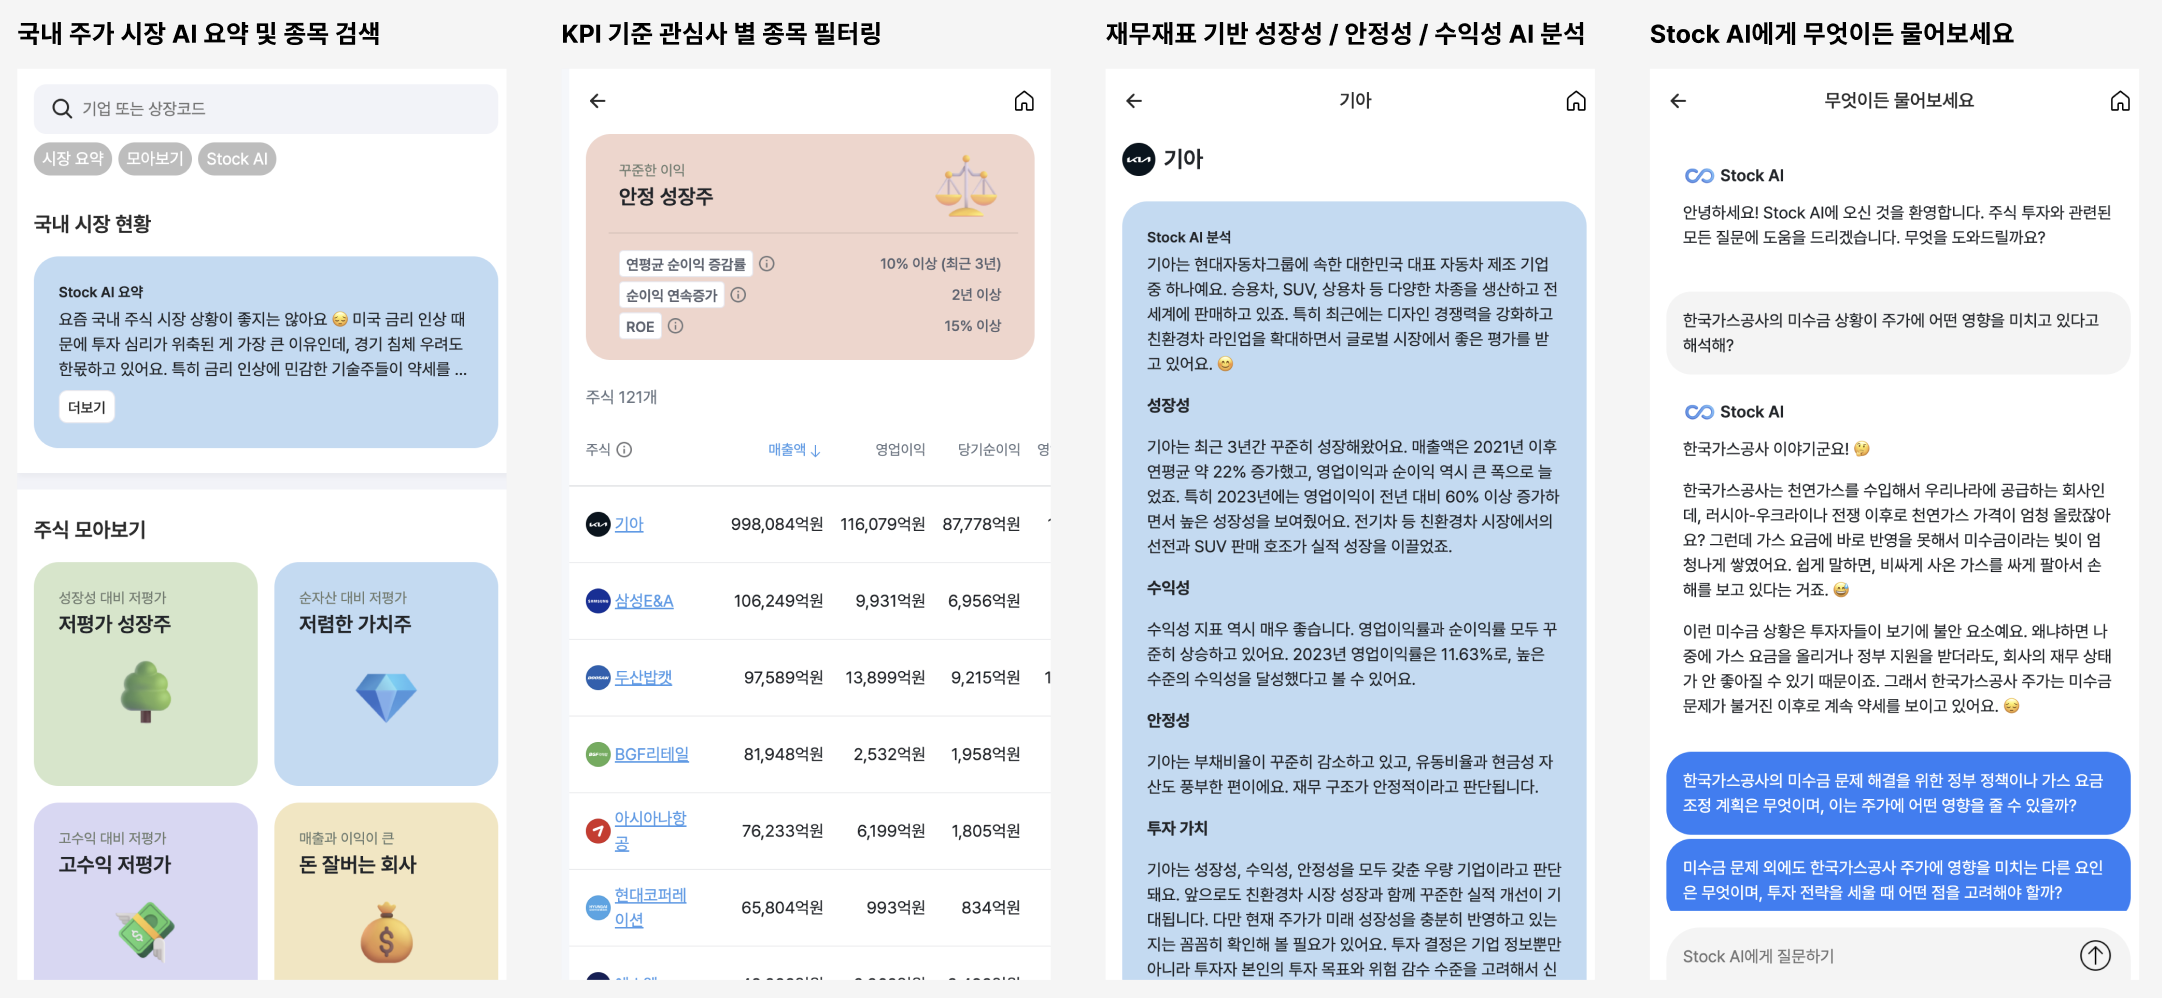 국내 주가 시장 AI 요약 및 종목 검색
기업 또는 상장코드
시장 요약
모아보기
Stock AI
국내 시장 현황
Stock AI 요약
요즘 국내 주식 시장 상황이 좋지는 않아요 😔 미국 금리 인상 때
문에 투자 심리가 위축된 게 가장 큰 이유인데, 경기 침체 우려도
한몫하고 있어요. 특히 금리 인상에 민감한 기술주들이 약세를 ...
더보기
주식 모아보기
성장성 대비 저평가
저평가 성장주
순자산 대비 저평가
저렴한 가치주
고수익 대비 저평가
고수익 저평가
매출과 이익이 큰
돈 잘버는 회사
KPI 기준 관심사 별 종목 필터링
꾸준한 이익
안정 성장주
연평균 순이익 증감률 10% 이상 (최근 3년)
순이익 연속증가 2년 이상
ROE 15% 이상
주식 121개
주식 매출액 ↓ 영업이익 당기순이익 영
기아 998,084억원 116,079억원 87,778억원 1
삼성E&A 106,249억원 9,931억원 6,956억원
두산밥캣 97,589억원 13,899억원 9,215억원 1
BGF리테일 81,948억원 2,532억원 1,958억원
아시아나항
공 76,233억원 6,199억원 1,805억원
현대코퍼레
이션 65,804억원 993억원 834억원
재무재표 기반 성장성 / 안정성 / 수익성 AI 분석
기아
기아
Stock AI 분석
기아는 현대자동차그룹에 속한 대한민국 대표 자동차 제조 기업
중 하나예요. 승용차, SUV, 상용차 등 다양한 차종을 생산하고 전
세계에 판매하고 있죠. 특히 최근에는 디자인 경쟁력을 강화하고
친환경차 라인업을 확대하면서 글로벌 시장에서 좋은 평가를 받
고 있어요. 😊
성장성
기아는 최근 3년간 꾸준히 성장해왔어요. 매출액은 2021년 이후
연평균 약 22% 증가했고, 영업이익과 순이익 역시 큰 폭으로 늘
었죠. 특히 2023년에는 영업이익이 전년 대비 60% 이상 증가하
면서 높은 성장성을 보여줬어요. 전기차 등 친환경차 시장에서의
선전과 SUV 판매 호조가 실적 성장을 이끌었죠.
수익성
수익성 지표 역시 매우 좋습니다. 영업이익률과 순이익률 모두 꾸
준히 상승하고 있어요. 2023년 영업이익률은 11.63%로, 높은
수준의 수익성을 달성했다고 볼 수 있어요.
안정성
기아는 부채비율이 꾸준히 감소하고 있고, 유동비율과 현금성 자
산도 풍부한 편이에요. 재무 구조가 안정적이라고 판단됩니다.
투자 가치
기아는 성장성, 수익성, 안정성을 모두 갖춘 우량 기업이라고 판단
돼요. 앞으로도 친환경차 시장 성장과 함께 꾸준한 실적 개선이 기
대됩니다. 다만 현재 주가가 미래 성장성을 충분히 반영하고 있는
지는 꼼꼼히 확인해 볼 필요가 있어요. 투자 결정은 기업 정보뿐만
아니라 투자자 본인의 투자 목표와 위험 감수 수준을 고려해서 신
Stock AI에게 무엇이든 물어보세요
무엇이든 물어보세요
Stock AI
안녕하세요! Stock AI에 오신 것을 환영합니다. 주식 투자와 관련된
모든 질문에 도움을 드리겠습니다. 무엇을 도와드릴까요?
한국가스공사의 미수금 상황이 주가에 어떤 영향을 미치고 있다고
해석해?
Stock AI
한국가스공사 이야기군요! 🤔
한국가스공사는 천연가스를 수입해서 우리나라에 공급하는 회사인
데, 러시아-우크라이나 전쟁 이후로 천연가스 가격이 엄청 올랐잖아
요? 그런데 가스 요금에 바로 반영을 못해서 미수금이라는 빚이 엄
청나게 쌓였어요. 쉽게 말하면, 비싸게 사온 가스를 싸게 팔아서 손
해를 보고 있다는 거죠. 😅
이런 미수금 상황은 투자자들이 보기에 불안 요소예요. 왜냐하면 나
중에 가스 요금을 올리거나 정부 지원을 받더라도, 회사의 재무 상태
가 안 좋아질 수 있기 때문이죠. 그래서 한국가스공사 주가는 미수금
문제가 불거진 이후로 계속 약세를 보이고 있어요. 😔
한국가스공사의 미수금 문제 해결을 위한 정부 정책이나 가스 요금
조정 계획은 무엇이며, 이는 주가에 어떤 영향을 줄 수 있을까?
미수금 문제 외에도 한국가스공사 주가에 영향을 미치는 다른 요인
은 무엇이며, 투자 전략을 세울 때 어떤 점을 고려해야 할까?
Stock AI에게 질문하기